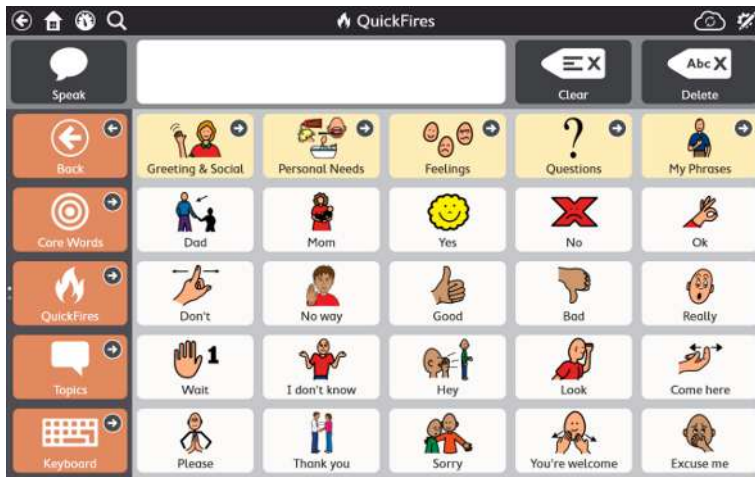 QuickFires
Speak
Clear
Abc X
Delete
Back
Greeting & Social
Personal Needs
Feelings
Questions
My Phrases
Core Words
Dad
Mom
Yes
No
Ok
QuickFires
Don't
No way
Good
Bad
Really
Topics
1
Wait
I don't know
Hey
Look
Come here
Keyboard
Please
Thank you
Sorry
You're welcome
Excuse me